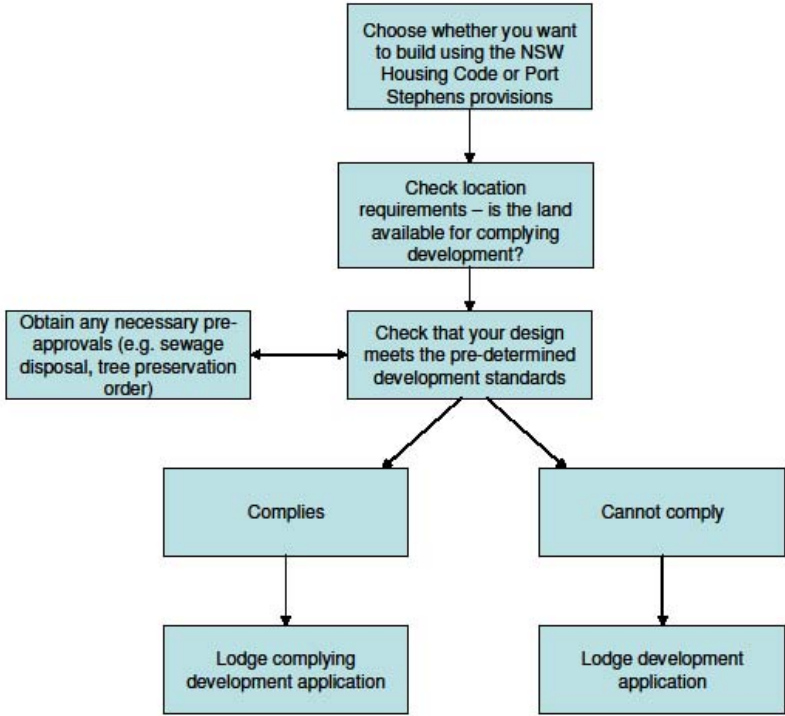 Choose whether you want
to build using the NSW
Housing Code or Port
Stephens provisions
Check location
requirements – is the land
available for complying
development?
Obtain any necessary pre-
approvals (e.g. sewage
disposal, tree preservation
order)
Check that your design
meets the pre-determined
development standards
Complies
Cannot comply
Lodge complying
development application
Lodge development
application